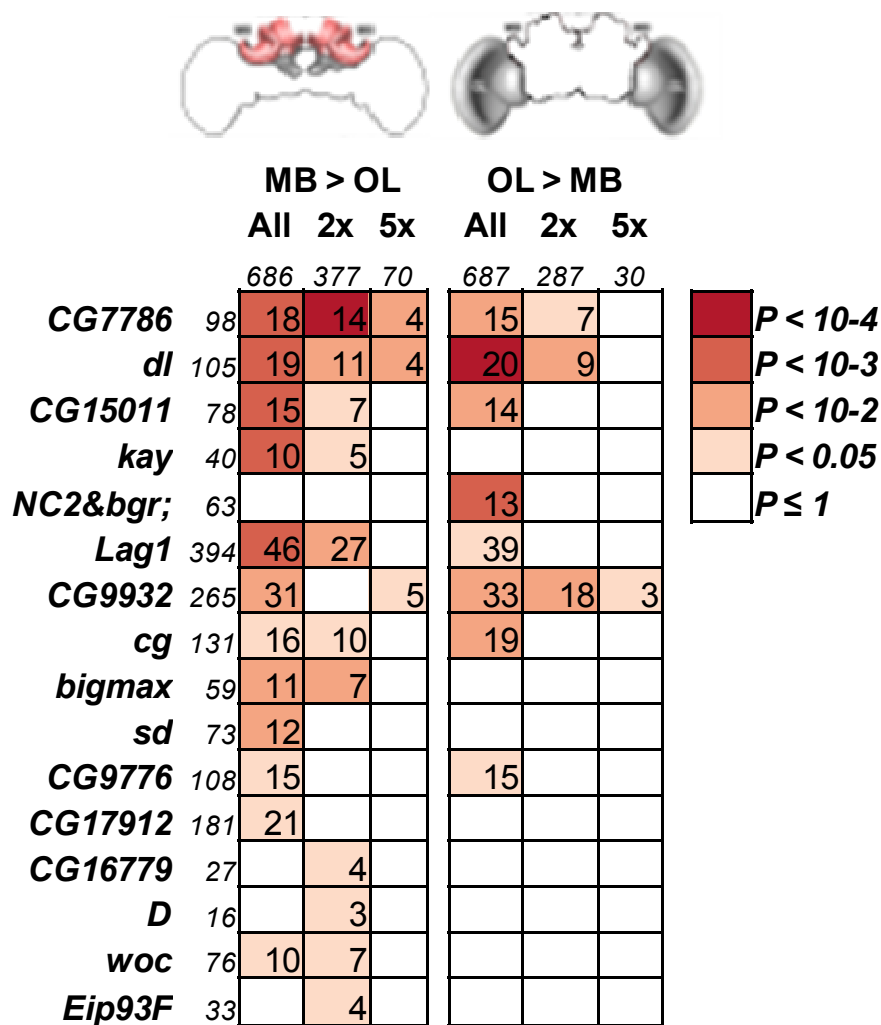 MB > OL OL > MB
All 2x 5x All 2x 5x
686 377 70 687 287 30
CG7786 98 18 14 4 15 7 P < 10-4
dl 105 19 11 4 20 9 P < 10-3
CG15011 78 15 7 14 P < 10-2
kay 40 10 5 P < 0.05
NC2&bgr; 63 13 P ≤ 1
Lag1 394 46 27 39
CG9932 265 31 5 33 18 3
cg 131 16 10 19
bigmax 59 11 7
sd 73 12
CG9776 108 15 15
CG17912 181 21
CG16779 27 4
D 16 3
woc 76 10 7
Eip93F 33 4